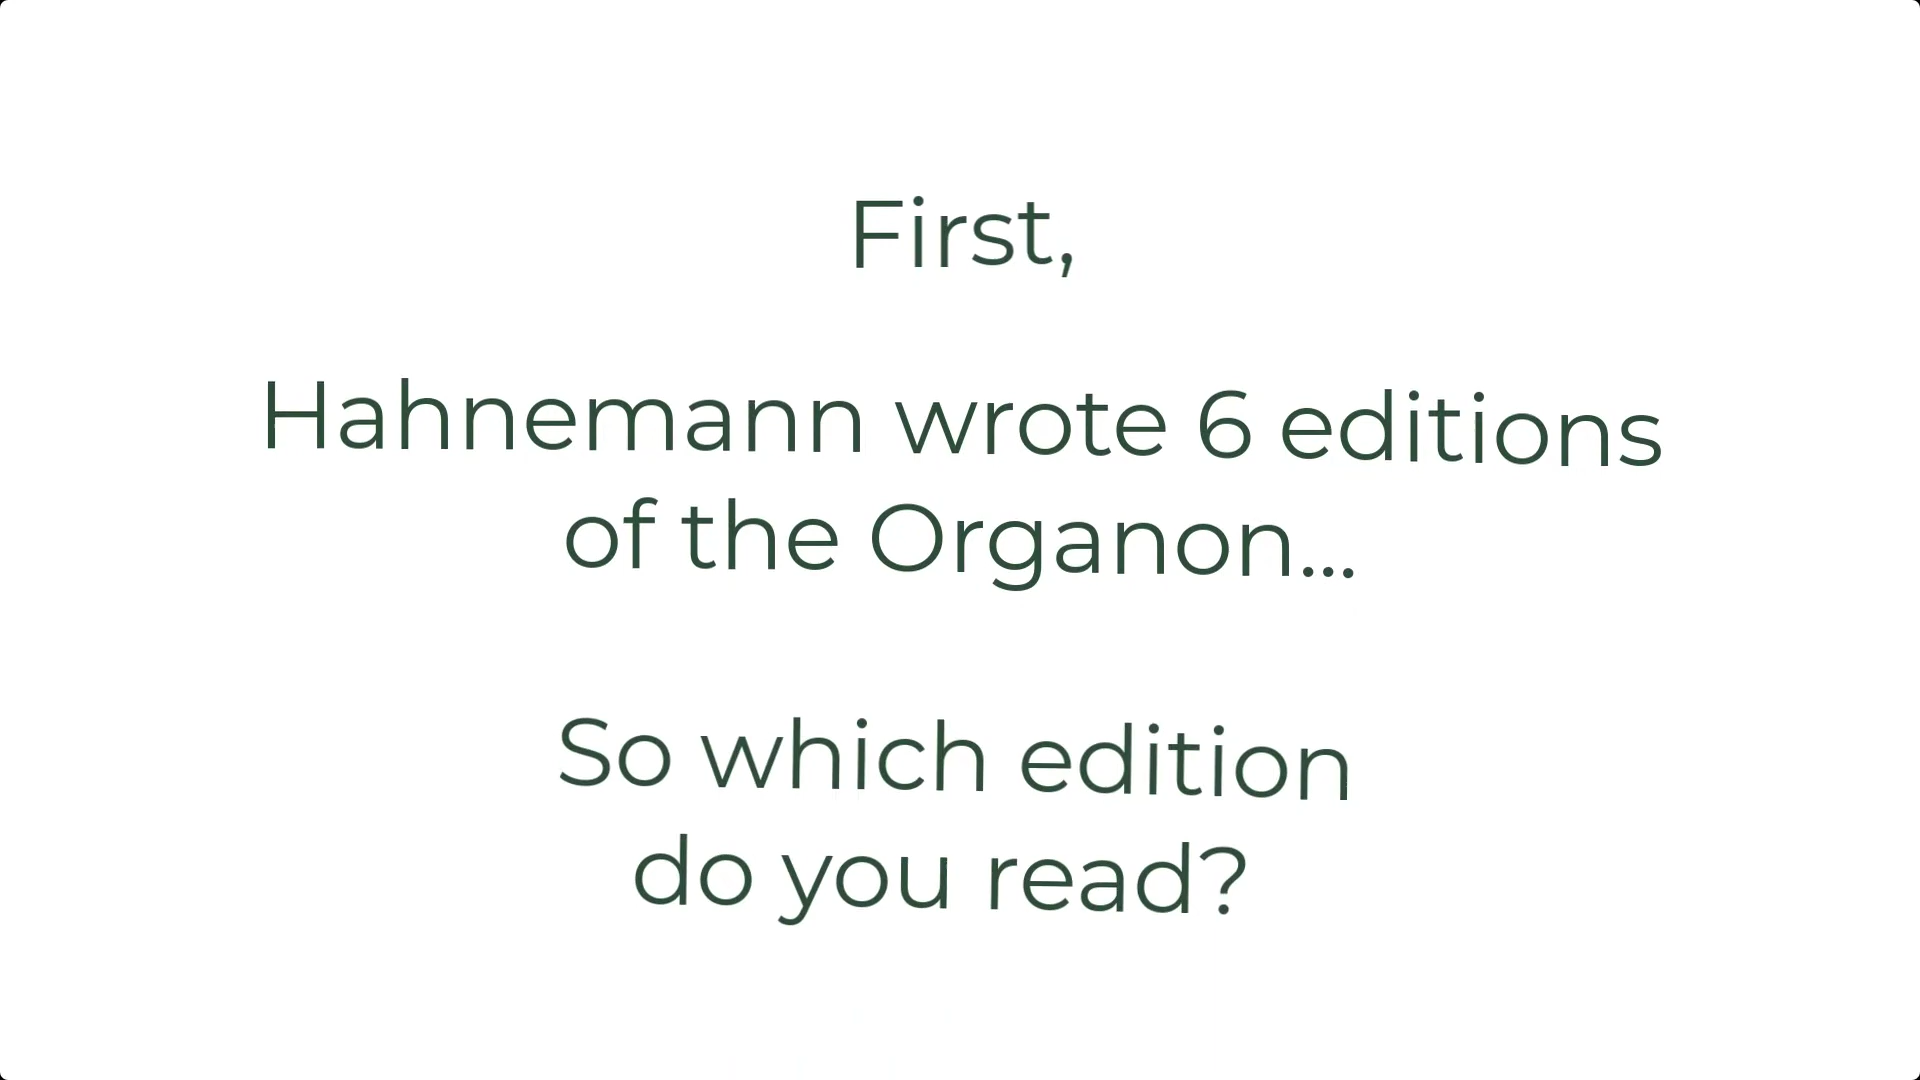 First,
Hahnemann wrote 6 editions
of the Organon...
So which edition
do you read?